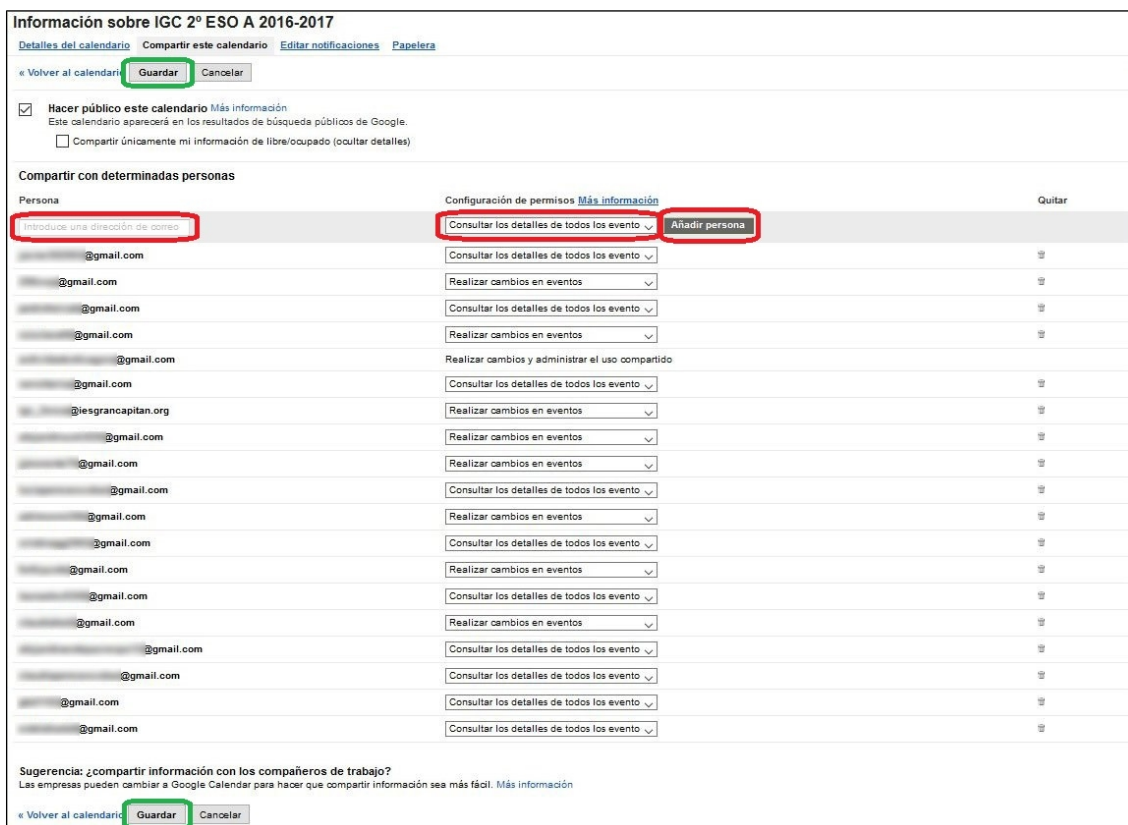 Información sobre IGC 2º ESO A 2016-2017
Detalles del calendario Compartir este calendario Editar notificaciones Papelera
« Volver al calendario Guardar Cancelar
Hacer público este calendario Más información
Este calendario aparecerá en los resultados de búsqueda públicos de Google.
Compartir únicamente mi información de libre/ocupado (ocultar detalles)
Compartir con determinadas personas
Persona Configuración de permisos Más información Quitar
Introduce una dirección de correo Consultar los detalles de todos los evento Añadir persona
@gmail.com Consultar los detalles de todos los evento
@gmail.com Realizar cambios en eventos
@gmail.com Consultar los detalles de todos los evento
@gmail.com Realizar cambios en eventos
@gmail.com Realizar cambios y administrar el uso compartido
@gmail.com Consultar los detalles de todos los evento
@iesgrancapitan.org Realizar cambios en eventos
@gmail.com Realizar cambios en eventos
@gmail.com Realizar cambios en eventos
@gmail.com Consultar los detalles de todos los evento
@gmail.com Realizar cambios en eventos
@gmail.com Consultar los detalles de todos los evento
@gmail.com Realizar cambios en eventos
@gmail.com Consultar los detalles de todos los evento
@gmail.com Realizar cambios en eventos
@gmail.com Consultar los detalles de todos los evento
@gmail.com Consultar los detalles de todos los evento
@gmail.com Consultar los detalles de todos los evento
@gmail.com Consultar los detalles de todos los evento
Sugerencia: ¿compartir información con los compañeros de trabajo?
Las empresas pueden cambiar a Google Calendar para hacer que compartir información sea más fácil. Más información
« Volver al calendario Guardar Cancelar